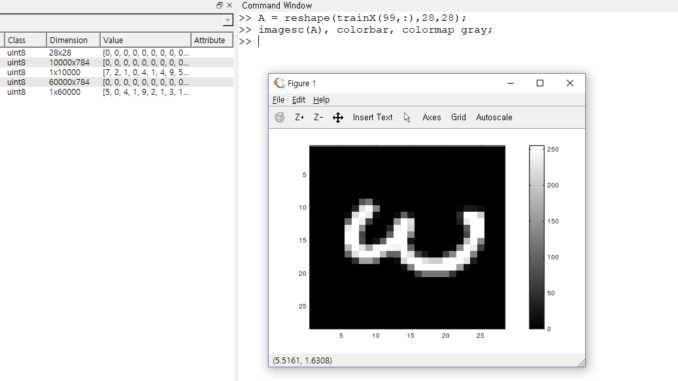 Command Window
>> A = reshape(trainX(99,:),28,28);
>> imagesc(A), colorbar, colormap gray;
>>
Class Dimension Value Attribute
uint8 28x28 [0, 0, 0, 0, 0, 0, 0, 0, 0...
uint8 10000x784 [0, 0, 0, 0, 0, 0, 0, 0, 0...
uint8 1x10000 [7, 2, 1, 0, 4, 1, 4, 9, 5...
uint8 60000x784 [0, 0, 0, 0, 0, 0, 0, 0, 0...
uint8 1x60000 [5, 0, 4, 1, 9, 2, 1, 3, 1...
Figure 1
File Edit Help
Z+ Z- Insert Text Axes Grid Autoscale
5
10
15
20
25
5 10 15 20 25
250
200
150
100
50
0
(5.5161, 1.6308)